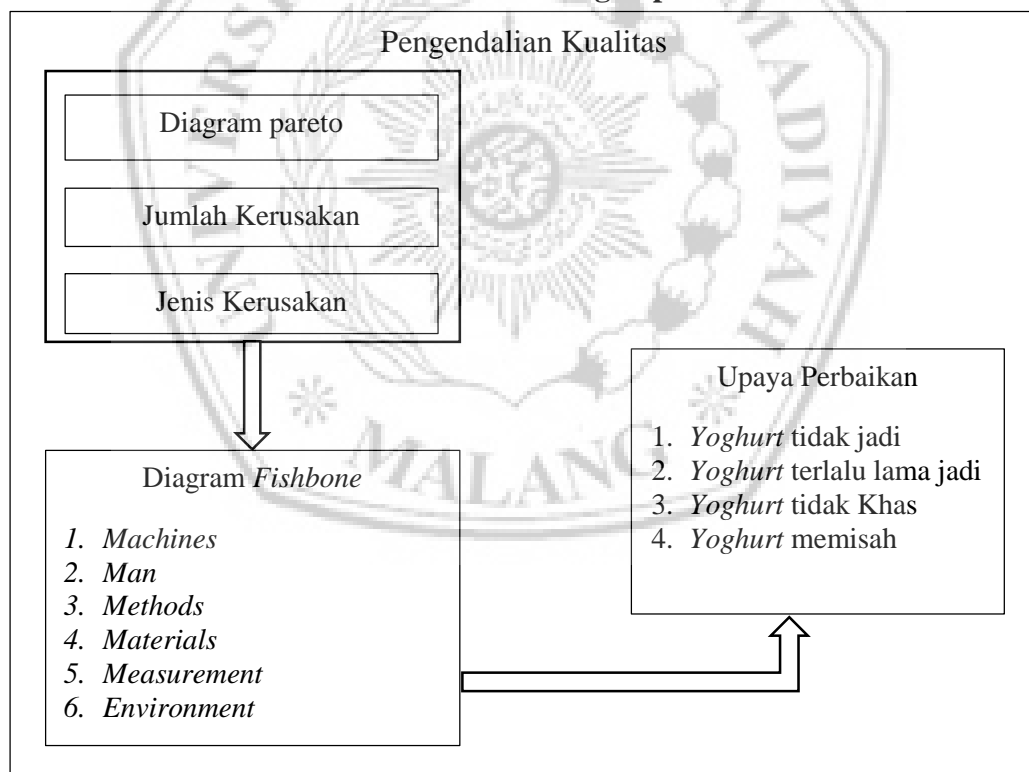 Pengendalian Kualitas
Diagram pareto
Jumlah Kerusakan
Jenis Kerusakan
Diagram Fishbone
1. Machines
2. Man
3. Methods
4. Materials
5. Measurement
6. Environment
Upaya Perbaikan
1. Yoghurt tidak jadi
2. Yoghurt terlalu lama jadi
3. Yoghurt tidak Khas
4. Yoghurt memisah
MALANG